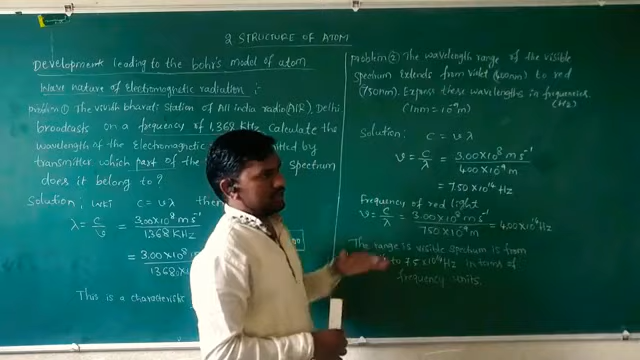 2 STRUCTURE OF ATOM
Development leading to the bohr's model of atom
Wave nature of Electromagnetic radiation :-
problem ① The vividh bharati Station of All india radio (AIR), Delhi
broadcasts on a frequency of 1,368 KHz. Calculate the
wavelength of the Electromagnetic by
transmitter which part of the Spectrum
does it belong to?
Solution: WKT C = ν λ
λ = C/ν = 3.00×10⁸ m s⁻¹ / 1368 KHz
= 3.00×10⁸ / 1368
This is a characteristic
problem ② The wavelength range of the visible
Spectrum Extends from violet (400nm) to red
(750nm). Express these wavelengths in frequencies
(1nm = 10⁻⁹ m) (Hz)
Solution: C = ν λ
ν = C/λ = 3.00×10⁸ m s⁻¹ / 400×10⁻⁹ m
= 7.50×10¹⁴ Hz
Frequency of red light
ν = C/λ = 3.00×10⁸ m s⁻¹ / 750×10⁻⁹ m = 4.00×10¹⁴ Hz
The range is visible spectrum is from
to 7.5×10¹⁴ Hz in terms of
frequency units.